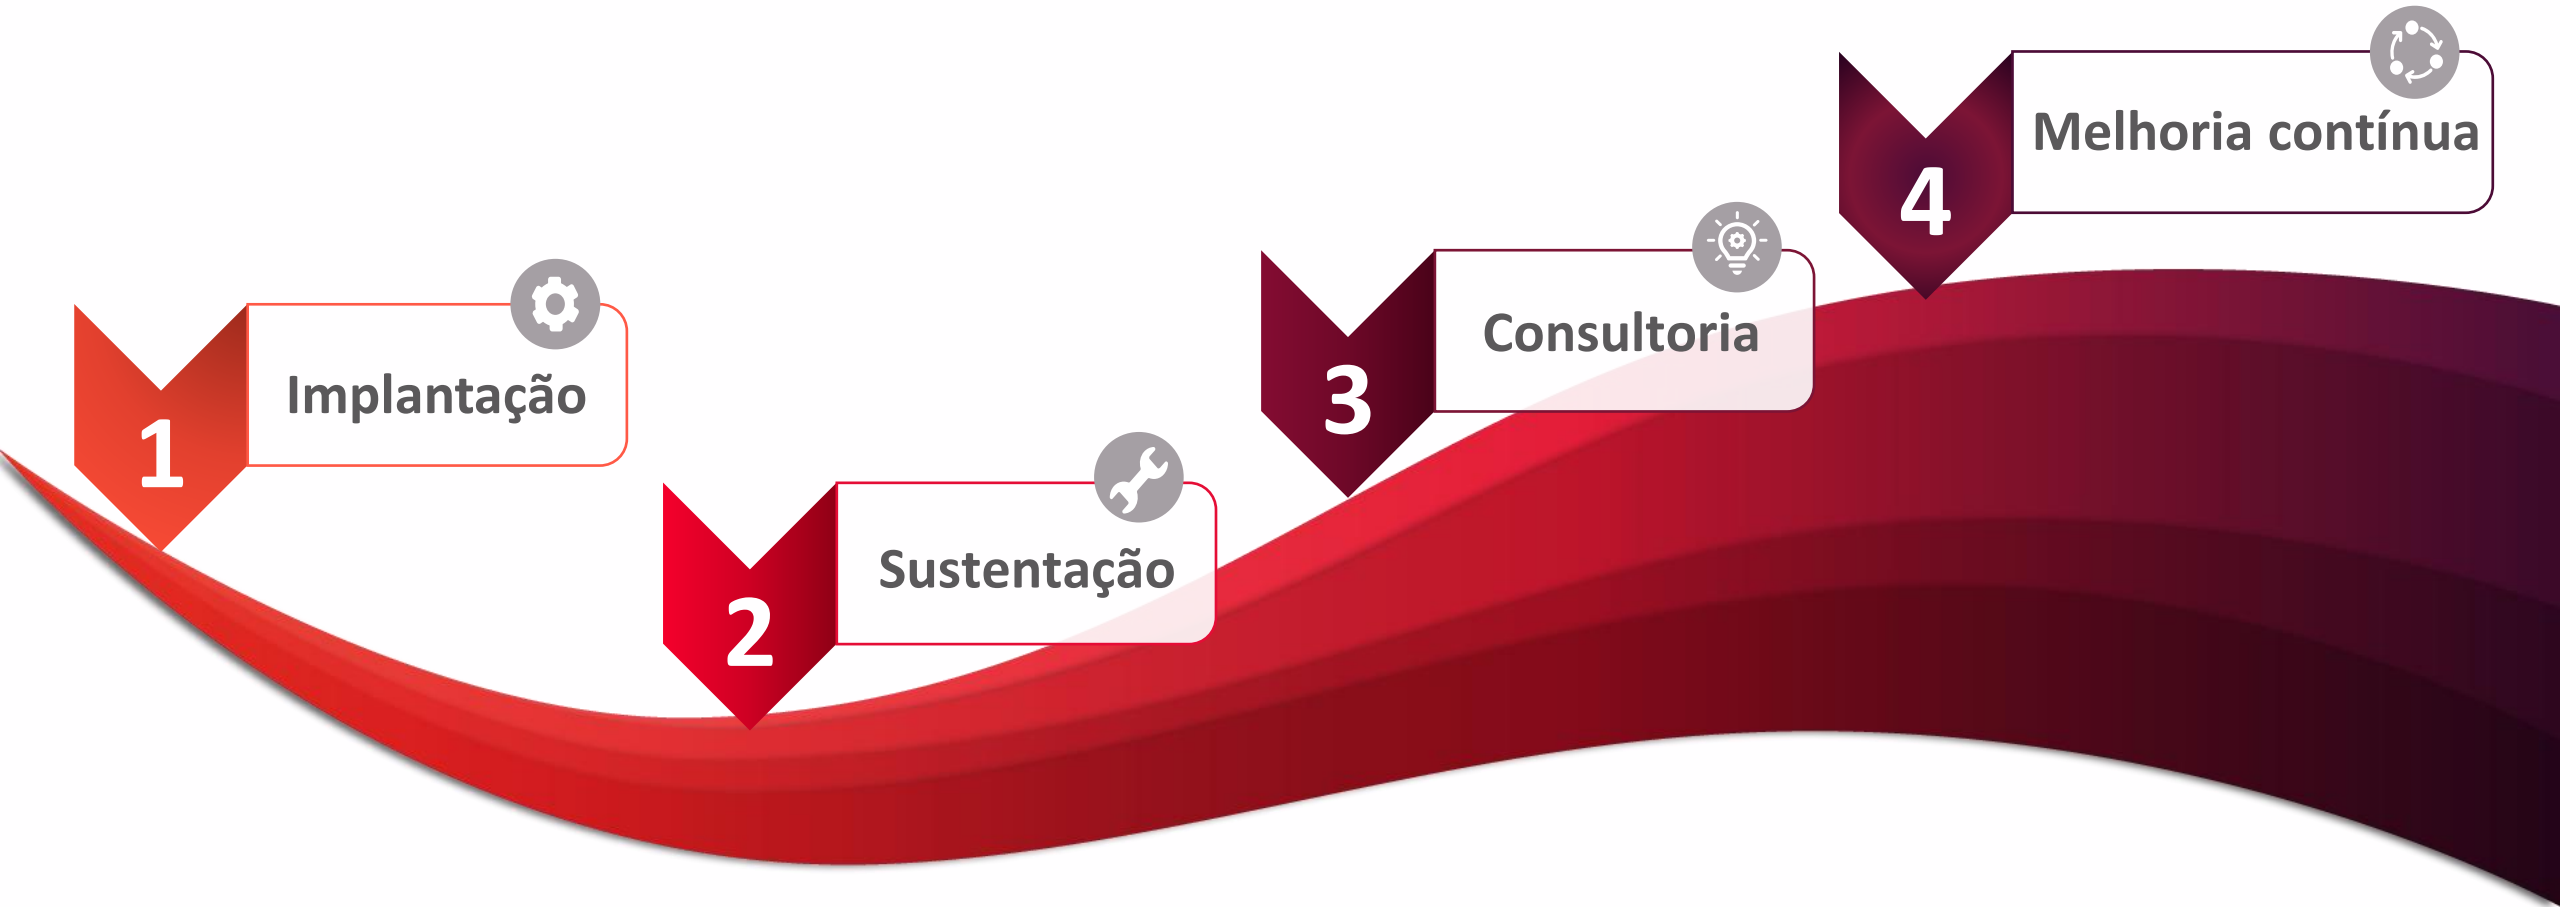 1
Implantação
2
Sustentação
3
Consultoria
4
Melhoria contínua